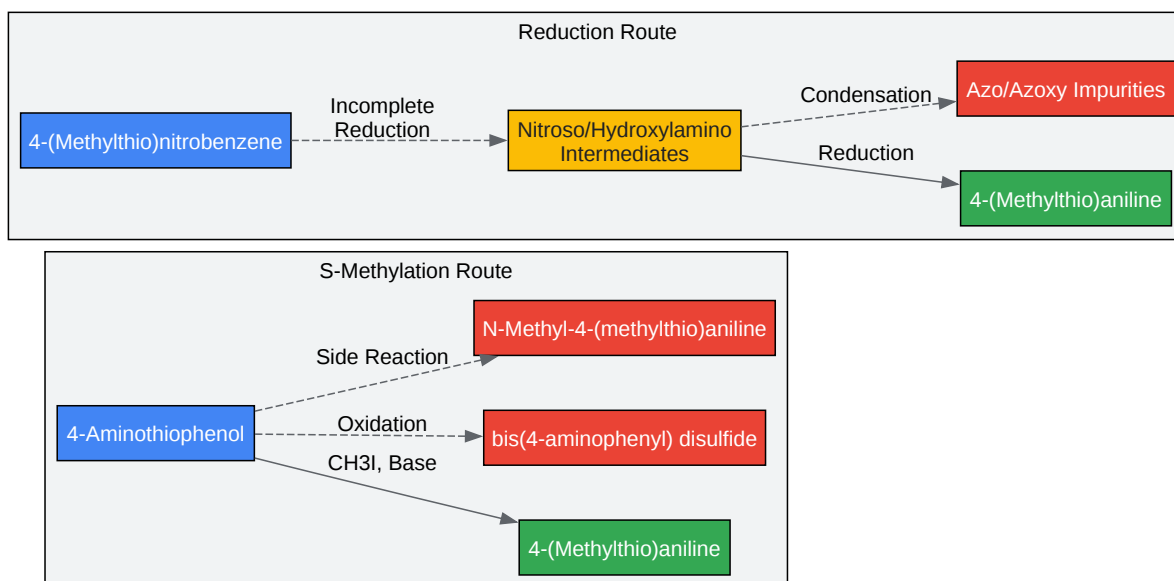 Reduction Route
Incomplete
Reduction
4-(Methylthio)nitrobenzene
Nitroso/Hydroxylamino
Intermediates
Condensation
Azo/Azoxy Impurities
Reduction
4-(Methylthio)aniline
S-Methylation Route
N-Methyl-4-(methylthio)aniline
Side Reaction
4-Aminothiophenol
Oxidation
bis(4-aminophenyl) disulfide
CH3I, Base
4-(Methylthio)aniline